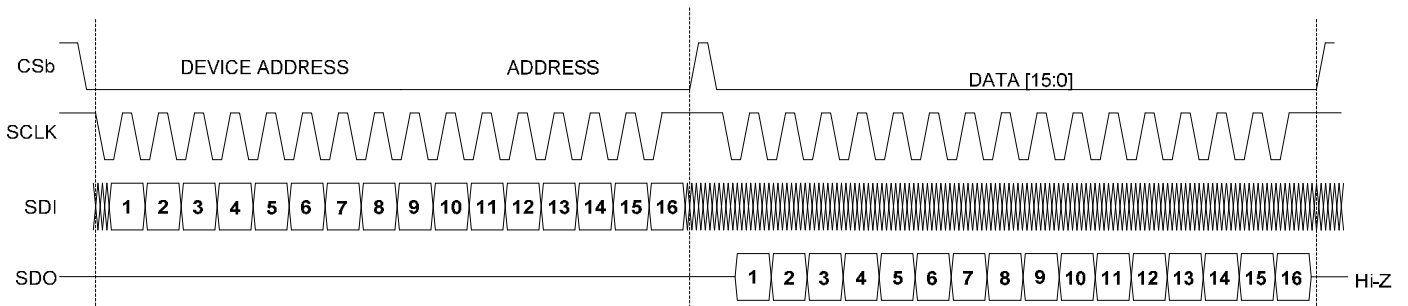 CSb DEVICE ADDRESS ADDRESS DATA [15:0]
SCLK
SDI 1 2 3 4 5 6 7 8 9 10 11 12 13 14 15 16
SDO 1 2 3 4 5 6 7 8 9 10 11 12 13 14 15 16 Hi-Z